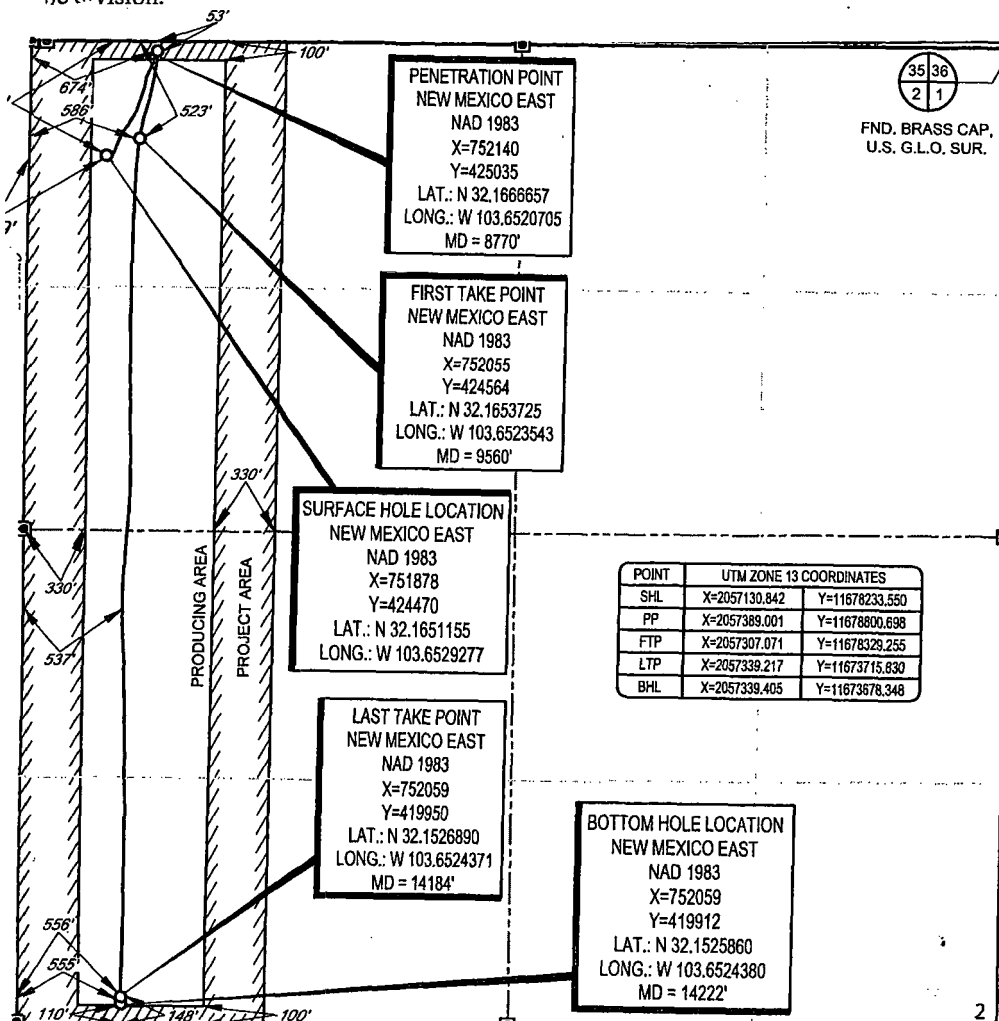 53'
100'
674'
586'
523'
PENETRATION POINT
NEW MEXICO EAST
NAD 1983
X=752140
Y=425035
LAT.: N 32.1666657
LONG.: W 103.6520705
MD = 8770'
35 36
2 1
FND. BRASS CAP,
U.S. G.L.O. SUR.
FIRST TAKE POINT
NEW MEXICO EAST
NAD 1983
X=752055
Y=424564
LAT.: N 32.1653725
LONG.: W 103.6523543
MD = 9560'
330'
SURFACE HOLE LOCATION
NEW MEXICO EAST
NAD 1983
X=751878
Y=424470
LAT.: N 32.1651155
LONG.: W 103.6529277
330'
537'
PRODUCING AREA
PROJECT AREA
POINT UTM ZONE 13 COORDINATES
SHL X=2057130.842 Y=11678233.550
PP X=2057389.001 Y=11678800.698
FTP X=2057307.071 Y=11678329.255
LTP X=2057339.217 Y=11673715.830
BHL X=2057339.405 Y=11673678.348
LAST TAKE POINT
NEW MEXICO EAST
NAD 1983
X=752059
Y=419950
LAT.: N 32.1526890
LONG.: W 103.6524371
MD = 14184'
BOTTOM HOLE LOCATION
NEW MEXICO EAST
NAD 1983
X=752059
Y=419912
LAT.: N 32.1525860
LONG.: W 103.6524380
MD = 14222'
556'
555'
110'
148'
100'
2